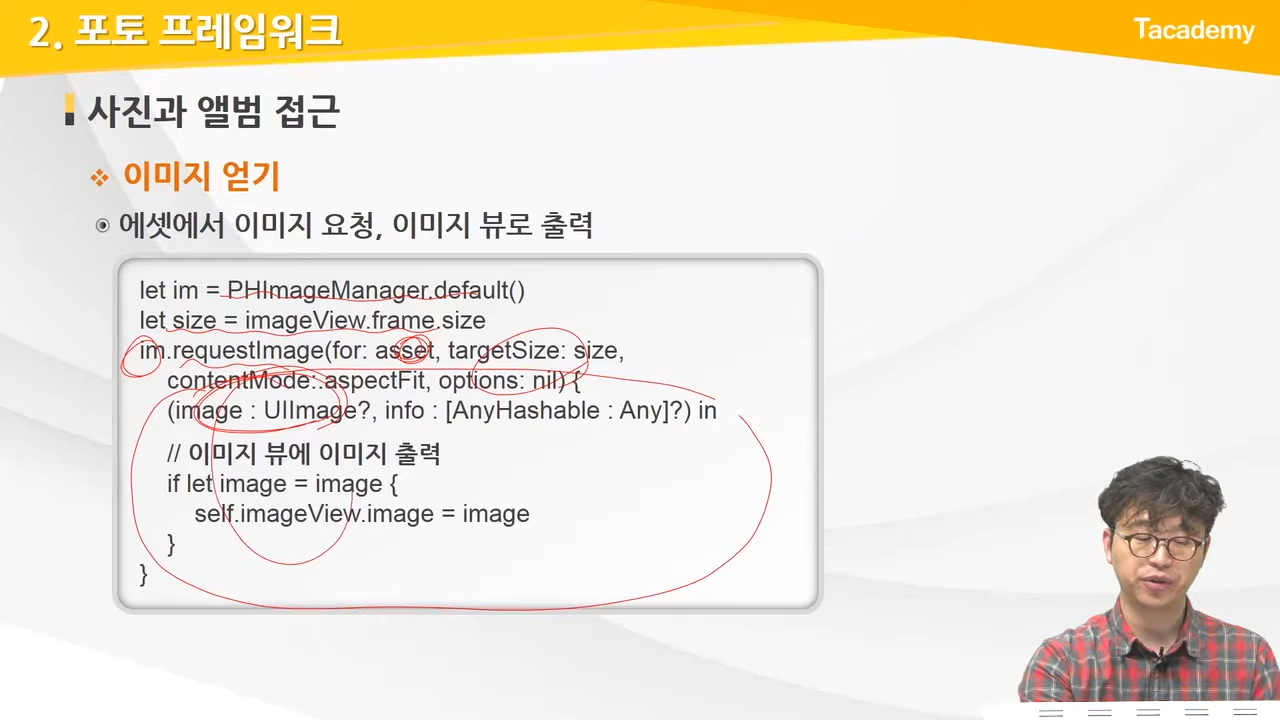 2. 포토 프레임워크
Tacademy
사진과 앨범 접근
이미지 얻기
에셋에서 이미지 요청, 이미지 뷰로 출력
let im = PHImageManager.default()
let size = imageView.frame.size
im.requestImage(for: asset, targetSize: size,
contentMode:.aspectFit, options: nil) {
(image : UIImage?, info : [AnyHashable : Any]?) in
// 이미지 뷰에 이미지 출력
if let image = image {
self.imageView.image = image
}
}